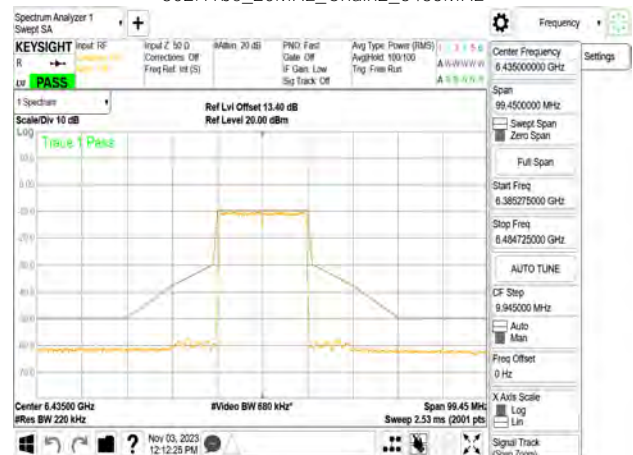 Spectrum Analyzer 1
Swept SA
+
Frequency
KEYSIGHT
Input: RF
Input Z: 50 Ω
Corrections: Off
Freq Ref: Int (S)
#Atten: 20 dB
PNO: Fast
Gate: Off
IF Gain: Low
Sig Track: Off
Avg Type: Power (RMS)
Avg|Hold: 100/100
Trig: Free Run
PASS
1 Spectrum
Scale/Div 10 dB
Ref Lvl Offset 13.40 dB
Ref Level 20.00 dBm
Log
Trace 1 Pass
Center 6.43500 GHz
#Res BW 220 kHz
#Video BW 680 kHz*
Span 99.45 MHz
Sweep 2.53 ms (2001 pts)
Nov 03, 2023
12:12:25 PM
Center Frequency
6.435000000 GHz
Settings
Span
99.4500000 MHz
Swept Span
Zero Span
Full Span
Start Freq
6.385275000 GHz
Stop Freq
6.484725000 GHz
AUTO TUNE
CF Step
9.945000 MHz
Auto
Man
Freq Offset
0 Hz
X Axis Scale
Log
Lin
Signal Track
(Span Zoom)